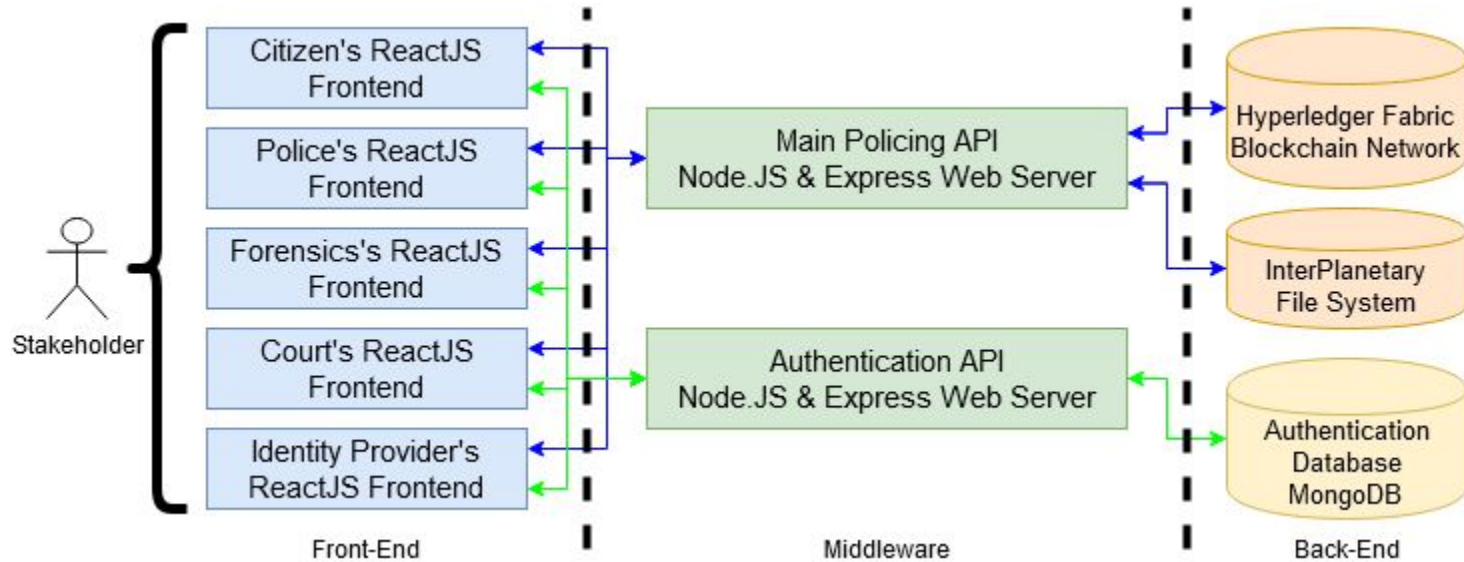 Citizen's ReactJS
Frontend
Police's ReactJS
Frontend
Forensics's ReactJS
Frontend
Court's ReactJS
Frontend
Identity Provider's
ReactJS Frontend
Stakeholder
Front-End
Main Policing API
Node.JS & Express Web Server
Authentication API
Node.JS & Express Web Server
Middleware
Hyperledger Fabric
Blockchain Network
InterPlanetary
File System
Authentication
Database
MongoDB
Back-End